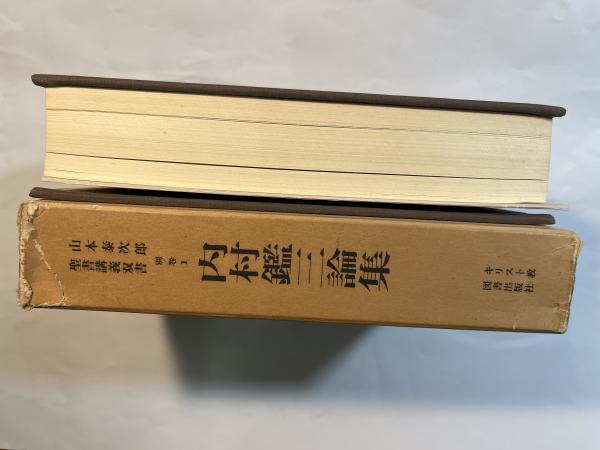 山本泰次郎
聖書講義双書
別巻1
内村鑑三論集
キリスト教
図書出版社